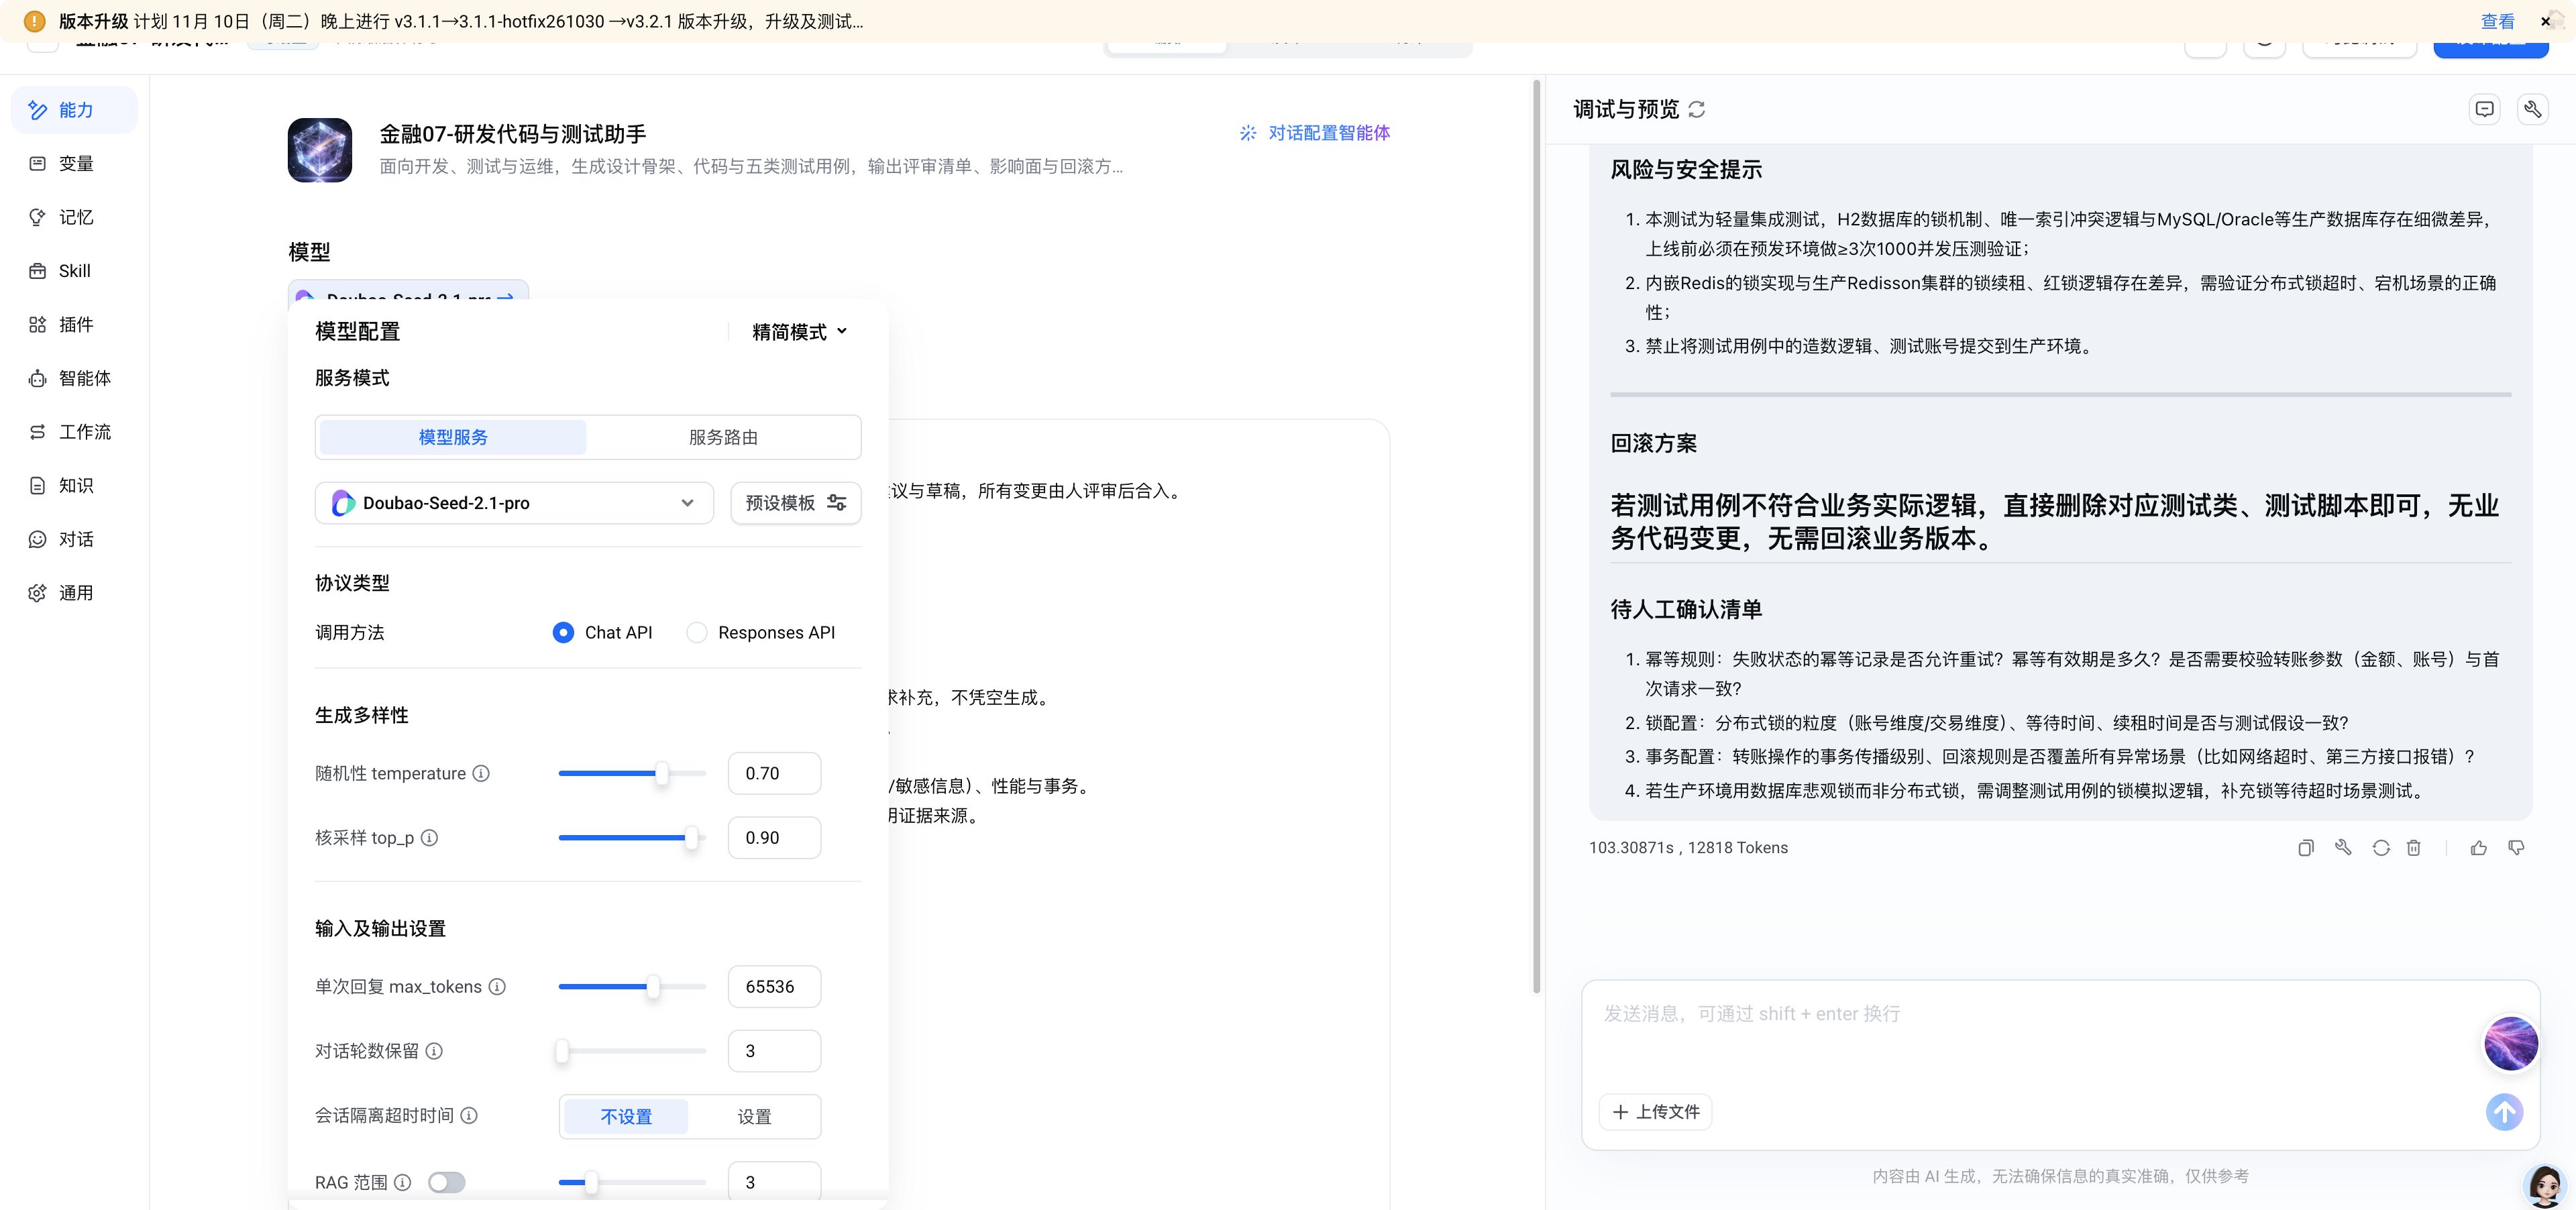 版本升级 计划 11月 10日（周二）晚上进行 v3.1.1→3.1.1-hotfix261030 →v3.2.1 版本升级，升级及测试...
查看
能力
变量
记忆
Skill
插件
智能体
工作流
知识
对话
通用
金融07-研发代码与测试助手
面向开发、测试与运维，生成设计骨架、代码与五类测试用例，输出评审清单、影响面与回滚方...
对话配置智能体
模型
Doubao-Seed-2.1-pro
模型配置
精简模式
服务模式
模型服务
服务路由
Doubao-Seed-2.1-pro
预设模板
协议类型
调用方法
Chat API
Responses API
生成多样性
随机性 temperature
0.70
核采样 top_p
0.90
输入及输出设置
单次回复 max_tokens
65536
对话轮数保留
3
会话隔离超时时间
不设置
设置
RAG 范围
3
议与草稿，所有变更由人评审后合入。
求补充，不凭空生成。
/敏感信息）、性能与事务。
明证据来源。
调试与预览
风险与安全提示
1. 本测试为轻量集成测试，H2数据库的锁机制、唯一索引冲突逻辑与MySQL/Oracle等生产数据库存在细微差异，
上线前必须在预发环境做≥3次1000并发压测验证；
2. 内嵌Redis的锁实现与生产Redisson集群的锁续租、红锁逻辑存在差异，需验证分布式锁超时、宕机场景的正确
性；
3. 禁止将测试用例中的造数逻辑、测试账号提交到生产环境。
回滚方案
若测试用例不符合业务实际逻辑，直接删除对应测试类、测试脚本即可，无业
务代码变更，无需回滚业务版本。
待人工确认清单
1. 幂等规则：失败状态的幂等记录是否允许重试？幂等有效期是多久？是否需要校验转账参数（金额、账号）与首
次请求一致？
2. 锁配置：分布式锁的粒度（账号维度/交易维度）、等待时间、续租时间是否与测试假设一致？
3. 事务配置：转账操作的事务传播级别、回滚规则是否覆盖所有异常场景（比如网络超时、第三方接口报错）？
4. 若生产环境用数据库悲观锁而非分布式锁，需调整测试用例的锁模拟逻辑，补充锁等待超时场景测试。
103.30871s , 12818 Tokens
发送消息，可通过 shift + enter 换行
上传文件
内容由 AI 生成，无法确保信息的真实准确，仅供参考